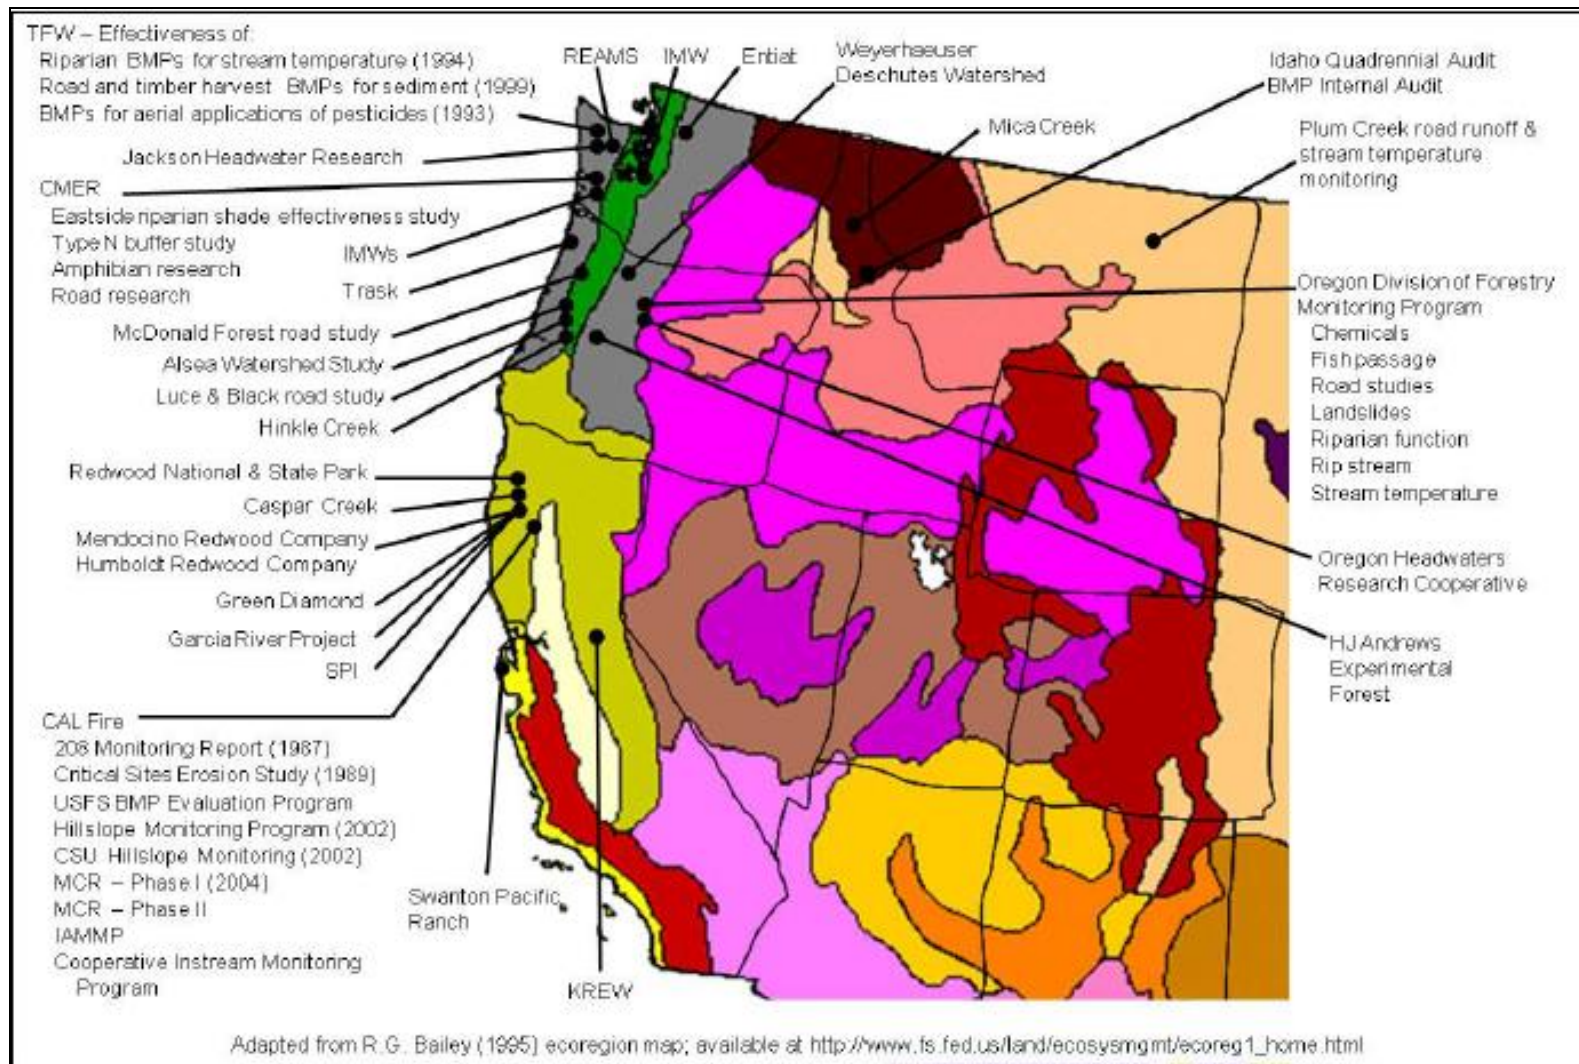 TFW – Effectiveness of:
Riparian BMPs for stream temperature (1994)
Road and timber harvest BMPs for sediment (1999)
BMPs for aerial applications of pesticides (1993)
Jackson Headwater Research
CMER
Eastside riparian shade effectiveness study
Type N buffer study
Amphibian research
Road research
IMWs
Trask
McDonald Forest road study
Alsea Watershed Study
Luce & Black road study
Hinkle Creek
Redwood National & State Park
Caspar Creek
Mendocino Redwood Company
Humboldt Redwood Company
Green Diamond
Garcia River Project
SPI
CAL Fire
208 Monitoring Report (1987)
Critical Sites Erosion Study (1989)
USFS BMP Evaluation Program
Hillslope Monitoring Program (2002)
CSU Hillslope Monitoring (2002)
MCR – Phase I (2004)
MCR – Phase II
IAMMP
Cooperative Instream Monitoring
Program
REAMS
IMW
Entiat
Weyerhaeuser
Deschutes Watershed
Mica Creek
Idaho Quadrennial Audit
BMP Internal Audit
Plum Creek road runoff &
stream temperature
monitoring
Oregon Division of Forestry
Monitoring Program
Chemicals
Fish passage
Road studies
Landslides
Riparian function
Rip stream
Stream temperature
Oregon Headwaters
Research Cooperative
HJ Andrews
Experimental
Forest
Swanton Pacific
Ranch
KREW
Adapted from R.G. Bailey (1995) ecoregion map; available at http://www.fs.fed.us/land/ecosysmgmt/ecoreg1_home.html